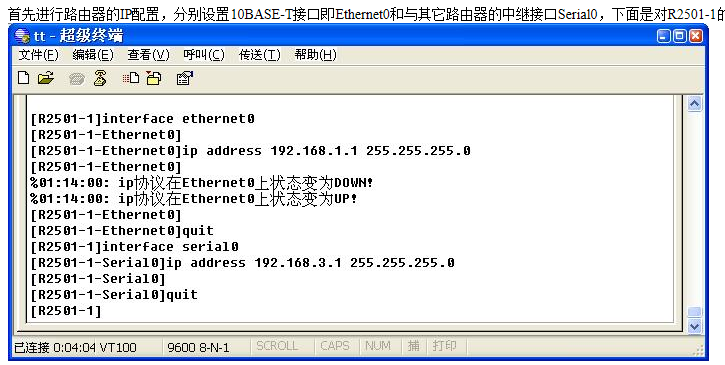 首先进行路由器的IP配置，分别设置10BASE-T接口即Ethernet0和与其它路由器的中继接口Serial0，下面是对R2501-1的
tt - 超级终端
文件(F) 编辑(E) 查看(V) 呼叫(C) 传送(T) 帮助(H)
[R2501-1]interface ethernet0
[R2501-1-Ethernet0]
[R2501-1-Ethernet0]ip address 192.168.1.1 255.255.255.0
[R2501-1-Ethernet0]
%01:14:00: ip协议在Ethernet0上状态变为DOWN!
%01:14:00: ip协议在Ethernet0上状态变为UP!
[R2501-1-Ethernet0]
[R2501-1-Ethernet0]quit
[R2501-1]interface serial0
[R2501-1-Serial0]ip address 192.168.3.1 255.255.255.0
[R2501-1-Serial0]
[R2501-1-Serial0]quit
[R2501-1]
已连接 0:04:04 VT100 9600 8-N-1 SCROLL CAPS NUM 捕 打印